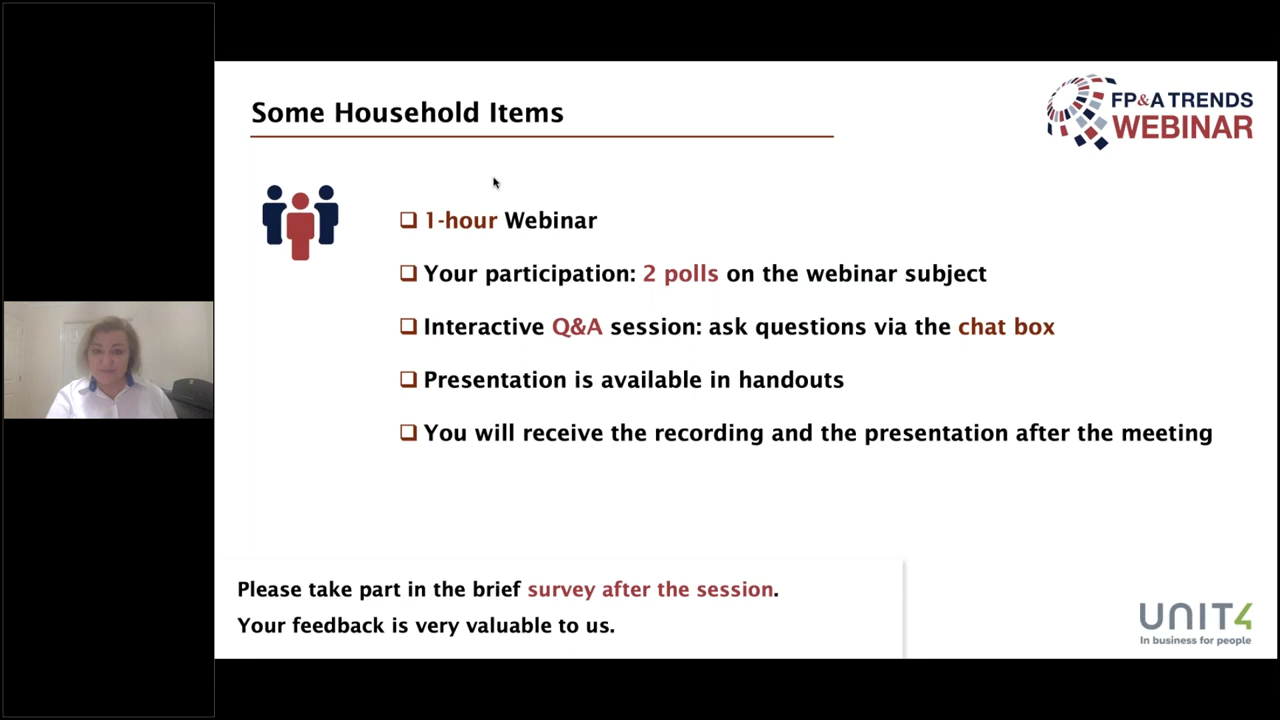 Some Household Items
FP&A TRENDS
WEBINAR
1-hour Webinar
Your participation: 2 polls on the webinar subject
Interactive Q&A session: ask questions via the chat box
Presentation is available in handouts
You will receive the recording and the presentation after the meeting
Please take part in the brief survey after the session.
Your feedback is very valuable to us.
UNIT4
In business for people